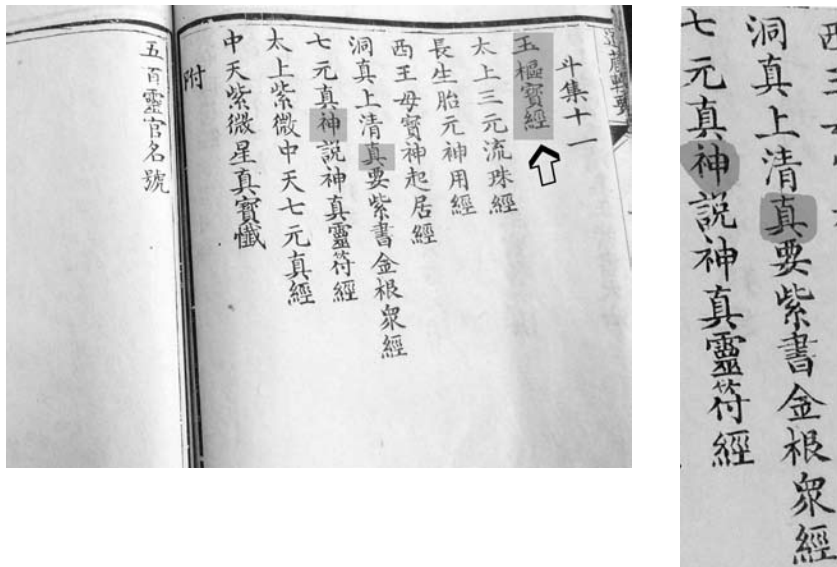 道藏輯要
斗集十一
玉樞寶經
太上三元流珠經
長生胎元神用經
西王母寶神起居經
洞真上清真要紫書金根衆經
七元真神説神真靈符經
太上紫微中天七元真經
中天紫微星真寶懺
附
五百靈官名號
洞真上清真要紫書金根衆經
七元真神説神真靈符經